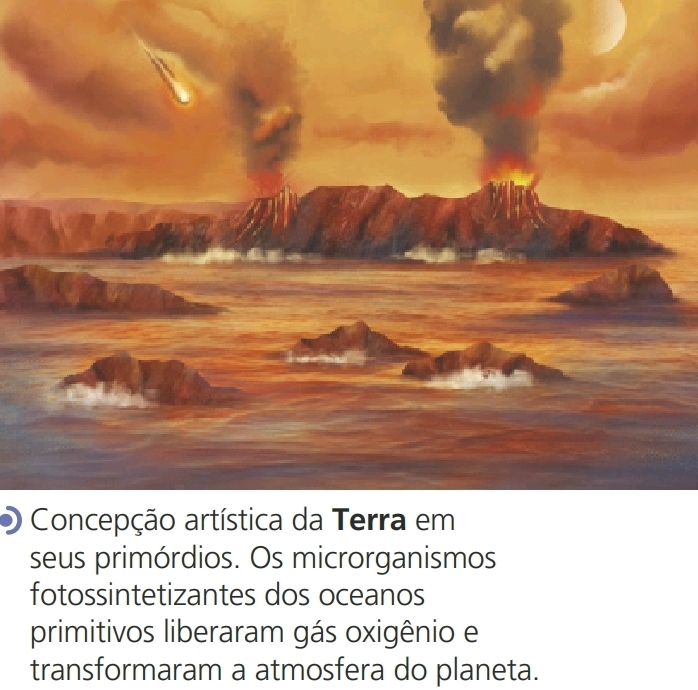 Concepção artística da Terra em
seus primórdios. Os microrganismos
fotossintetizantes dos oceanos
primitivos liberaram gás oxigênio e
transformaram a atmosfera do planeta.